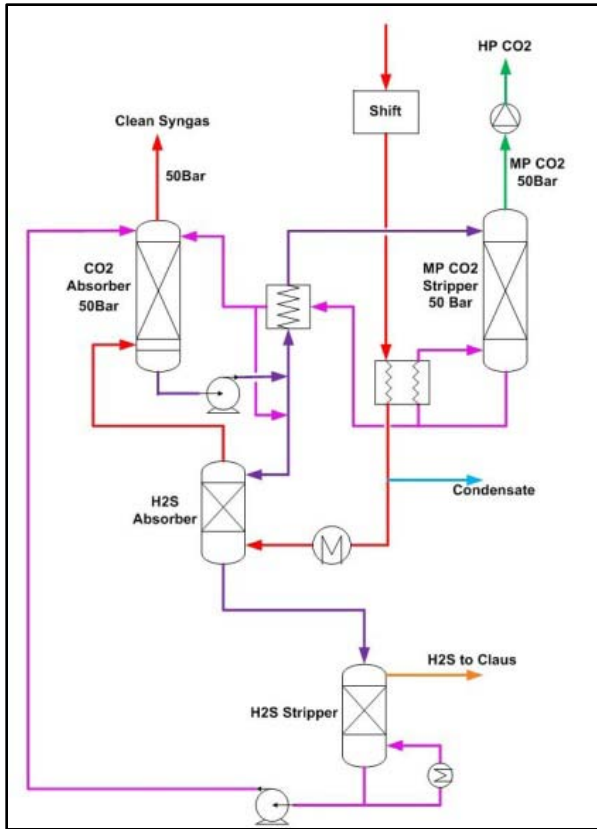 HP CO2
Shift
Clean Syngas
MP CO2
50Bar
50Bar
CO2
Absorber
50Bar
MP CO2
Stripper
50 Bar
Condensate
H2S
Absorber
H2S to Claus
H2S Stripper